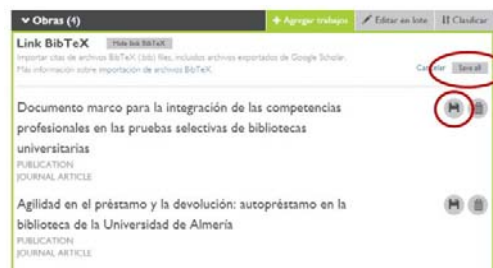 Obras (4)
+ Agregar trabajos
Editar en lote
Clasificar
Link BibTeX
Hide link BibTeX
Importar citas de archivos BibTeX (.bib) files, incluidos archivos exportados de Google Scholar.
Más información sobre importación de archivos BibTeX.
Cancelar
Save all
Documento marco para la integración de las competencias
profesionales en las pruebas selectivas de bibliotecas
universitarias
PUBLICATION
JOURNAL ARTICLE
Agilidad en el préstamo y la devolución: autopréstamo en la
biblioteca de la Universidad de Almería
PUBLICATION
JOURNAL ARTICLE